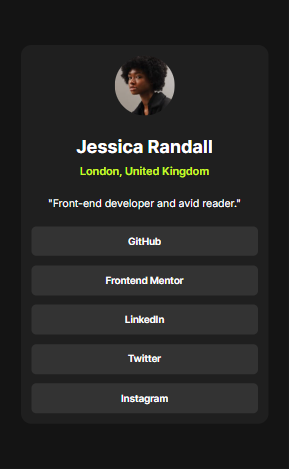 Jessica Randall
London, United Kingdom
"Front-end developer and avid reader."
GitHub
Frontend Mentor
LinkedIn
Twitter
Instagram